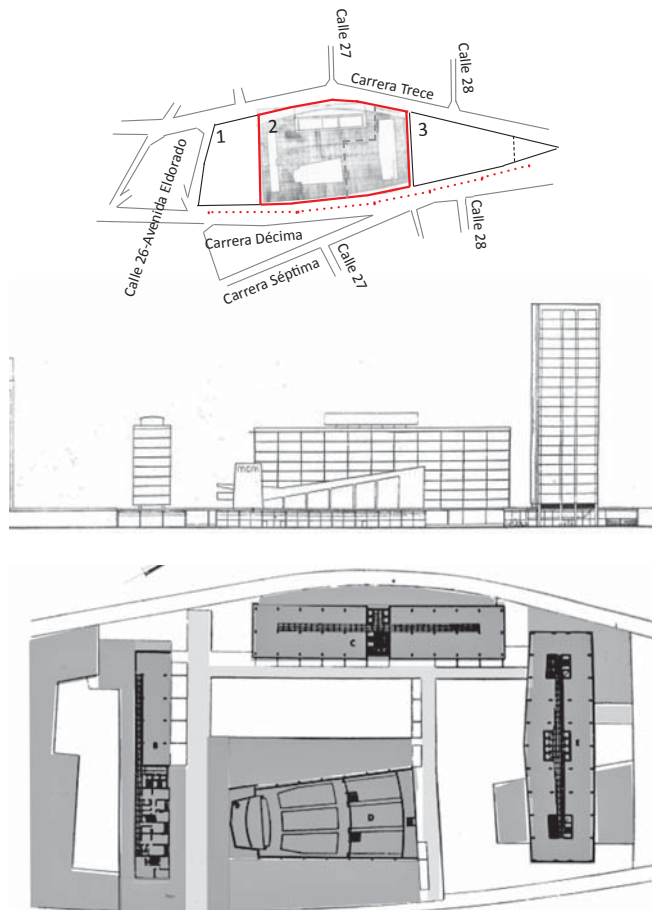 Calle 27
Calle 28
Carrera Trece
1
2
3
Calle 26-Avenida Eldorado
Carrera Décima
Calle 28
Carrera Séptima
Calle 27
mcm
C
B
D
E